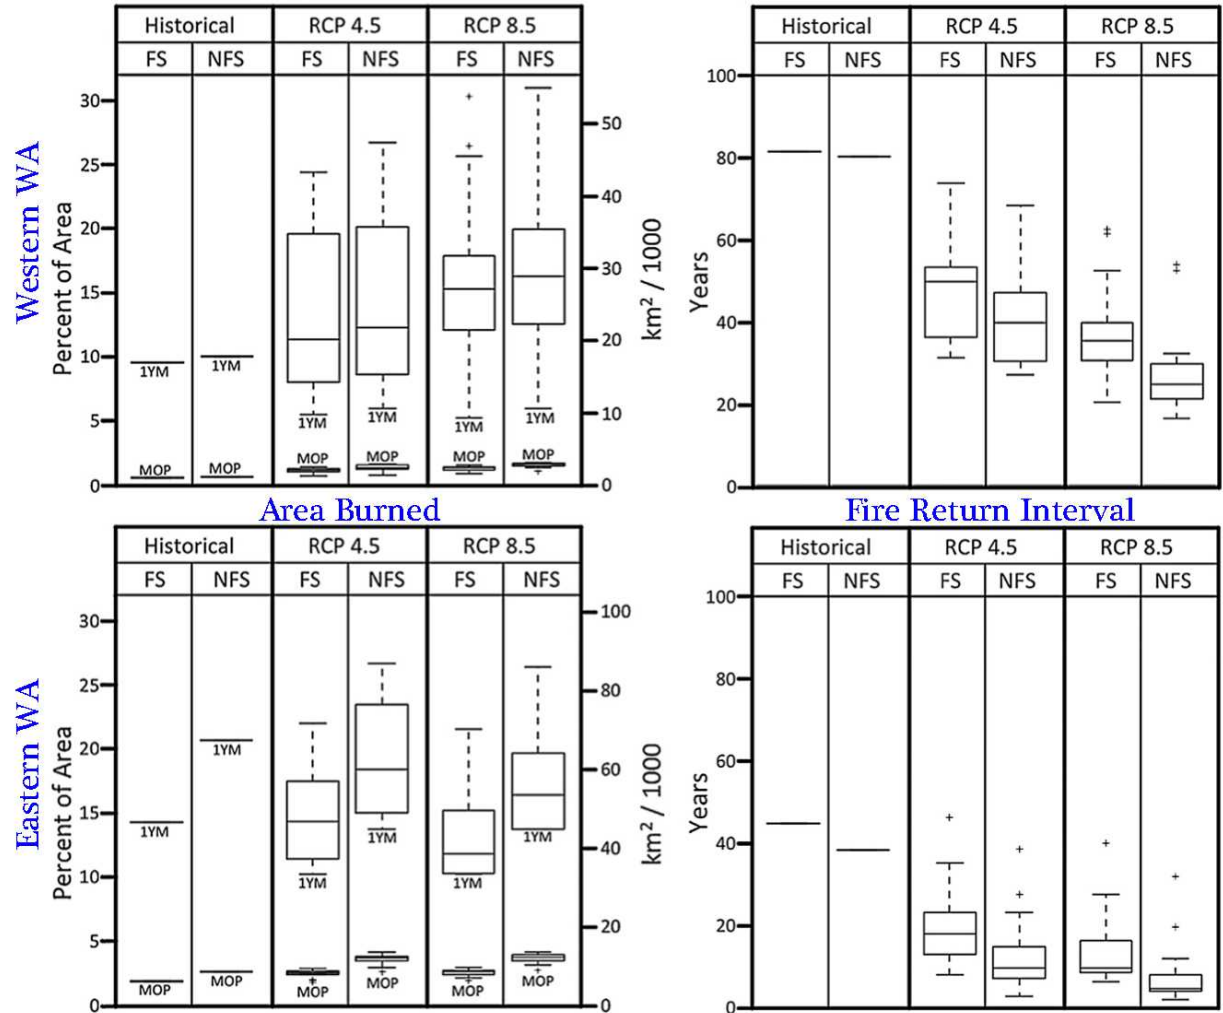 Historical RCP 4.5 RCP 8.5
FS NFS FS NFS FS NFS
Western WA
Percent of Area
30
25
20
15
10
5
0
1YM 1YM 1YM 1YM 1YM 1YM
MOP MOP MOP MOP MOP MOP
50
40
30
20
10
0
km² / 1000
Historical RCP 4.5 RCP 8.5
FS NFS FS NFS FS NFS
Years
100
80
60
40
20
0
Area Burned
Fire Return Interval
Historical RCP 4.5 RCP 8.5
FS NFS FS NFS FS NFS
Eastern WA
Percent of Area
30
25
20
15
10
5
0
1YM 1YM 1YM 1YM 1YM 1YM
MOP MOP MOP MOP MOP MOP
100
80
60
40
20
0
km² / 1000
Historical RCP 4.5 RCP 8.5
FS NFS FS NFS FS NFS
Years
100
80
60
40
20
0